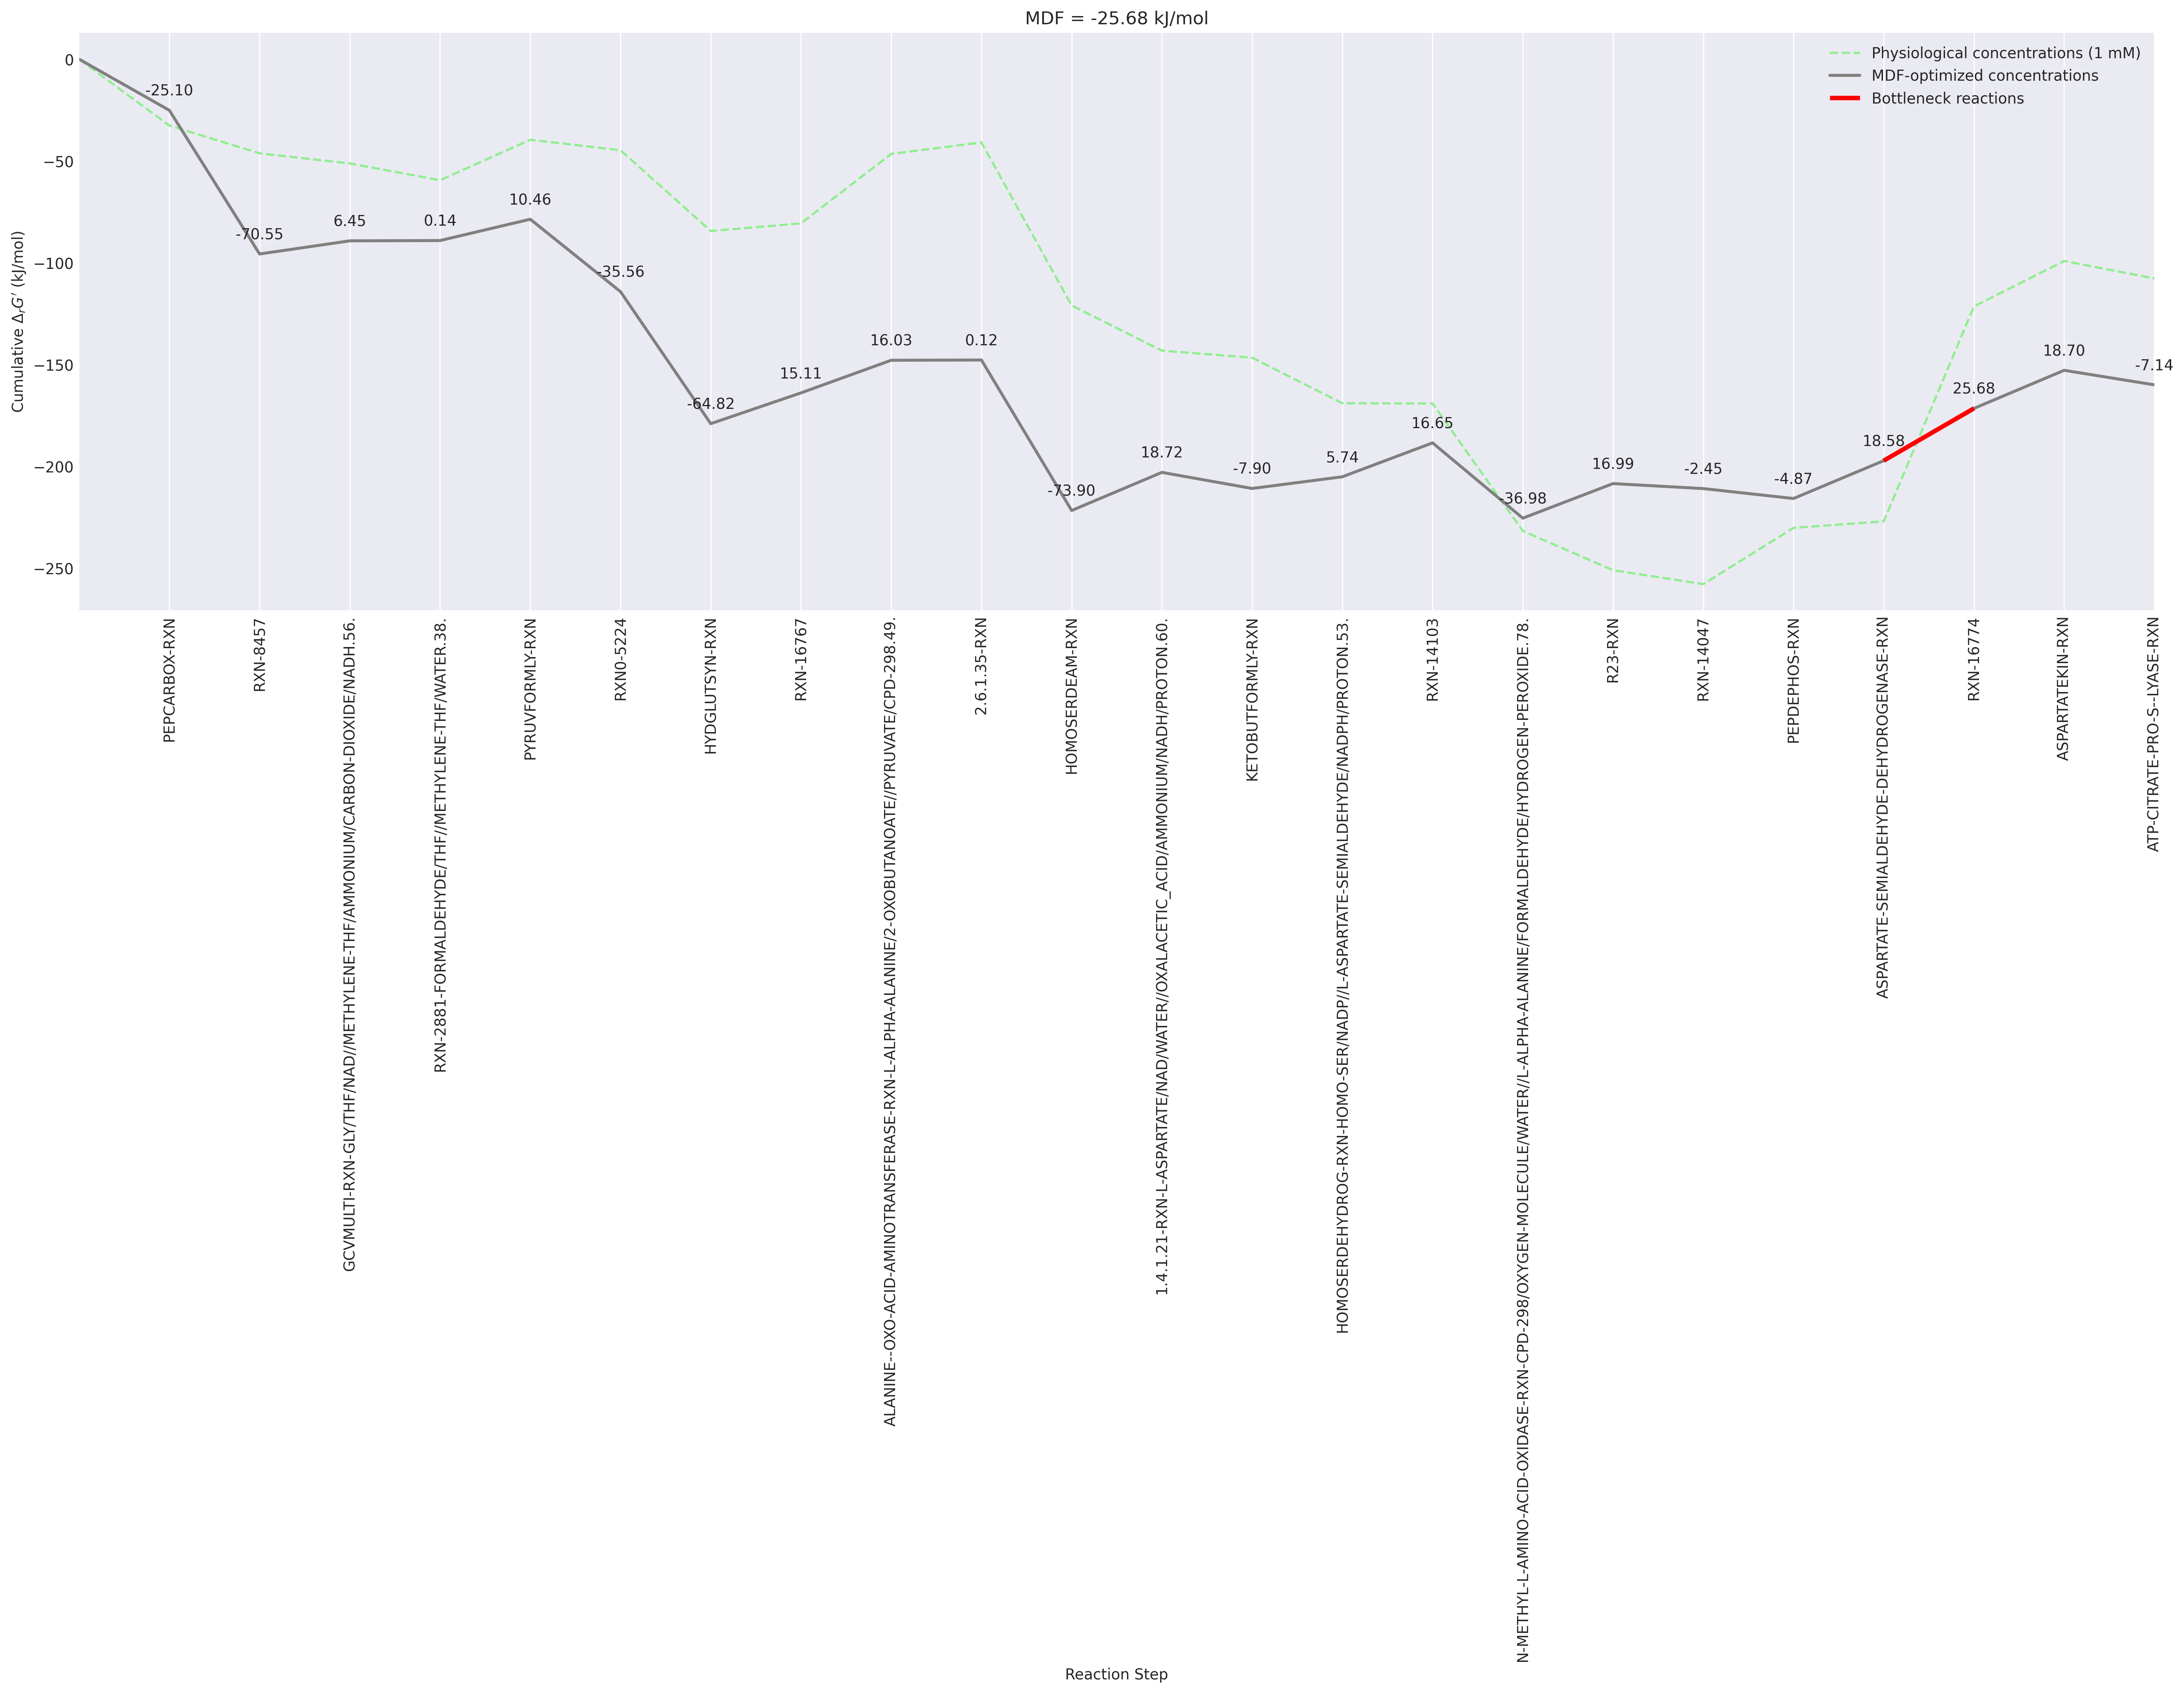 MDF = -25.68 kJ/mol
Physiological concentrations (1 mM)
MDF-optimized concentrations
Bottleneck reactions
Cumulative ΔrG′ (kJ/mol)
0
−50
−100
−150
−200
−250
-25.10
-70.55
6.45
0.14
10.46
-35.56
-64.82
15.11
16.03
0.12
-73.90
18.72
-7.90
5.74
16.65
-36.98
16.99
-2.45
-4.87
18.58
25.68
18.70
-7.14
PEPCARBOX-RXN
RXN-8457
GCVMULTI-RXN-GLY/THF/NAD//METHYLENE-THF/AMMONIUM/CARBON-DIOXIDE/NADH.56.
RXN-2881-FORMALDEHYDE/THF//METHYLENE-THF/WATER.38.
PYRUVFORMLY-RXN
RXN0-5224
HYDGLUTSYN-RXN
RXN-16767
ALANINE--OXO-ACID-AMINOTRANSFERASE-RXN-L-ALPHA-ALANINE/2-OXOBUTANOATE//PYRUVATE/CPD-298.49.
2.6.1.35-RXN
HOMOSERDEAM-RXN
1.4.1.21-RXN-L-ASPARTATE/NAD/WATER//OXALACETIC_ACID/AMMONIUM/NADH/PROTON.60.
KETOBUTFORMLY-RXN
HOMOSERDEHYDROG-RXN-HOMO-SER/NADP//L-ASPARTATE-SEMIALDEHYDE/NADPH/PROTON.53.
RXN-14103
N-METHYL-L-AMINO-ACID-OXIDASE-RXN-CPD-298/OXYGEN-MOLECULE/WATER//L-ALPHA-ALANINE/FORMALDEHYDE/HYDROGEN-PEROXIDE.78.
R23-RXN
RXN-14047
PEPDEPHOS-RXN
ASPARTATE-SEMIALDEHYDE-DEHYDROGENASE-RXN
RXN-16774
ASPARTATEKIN-RXN
ATP-CITRATE-PRO-S--LYASE-RXN
Reaction Step